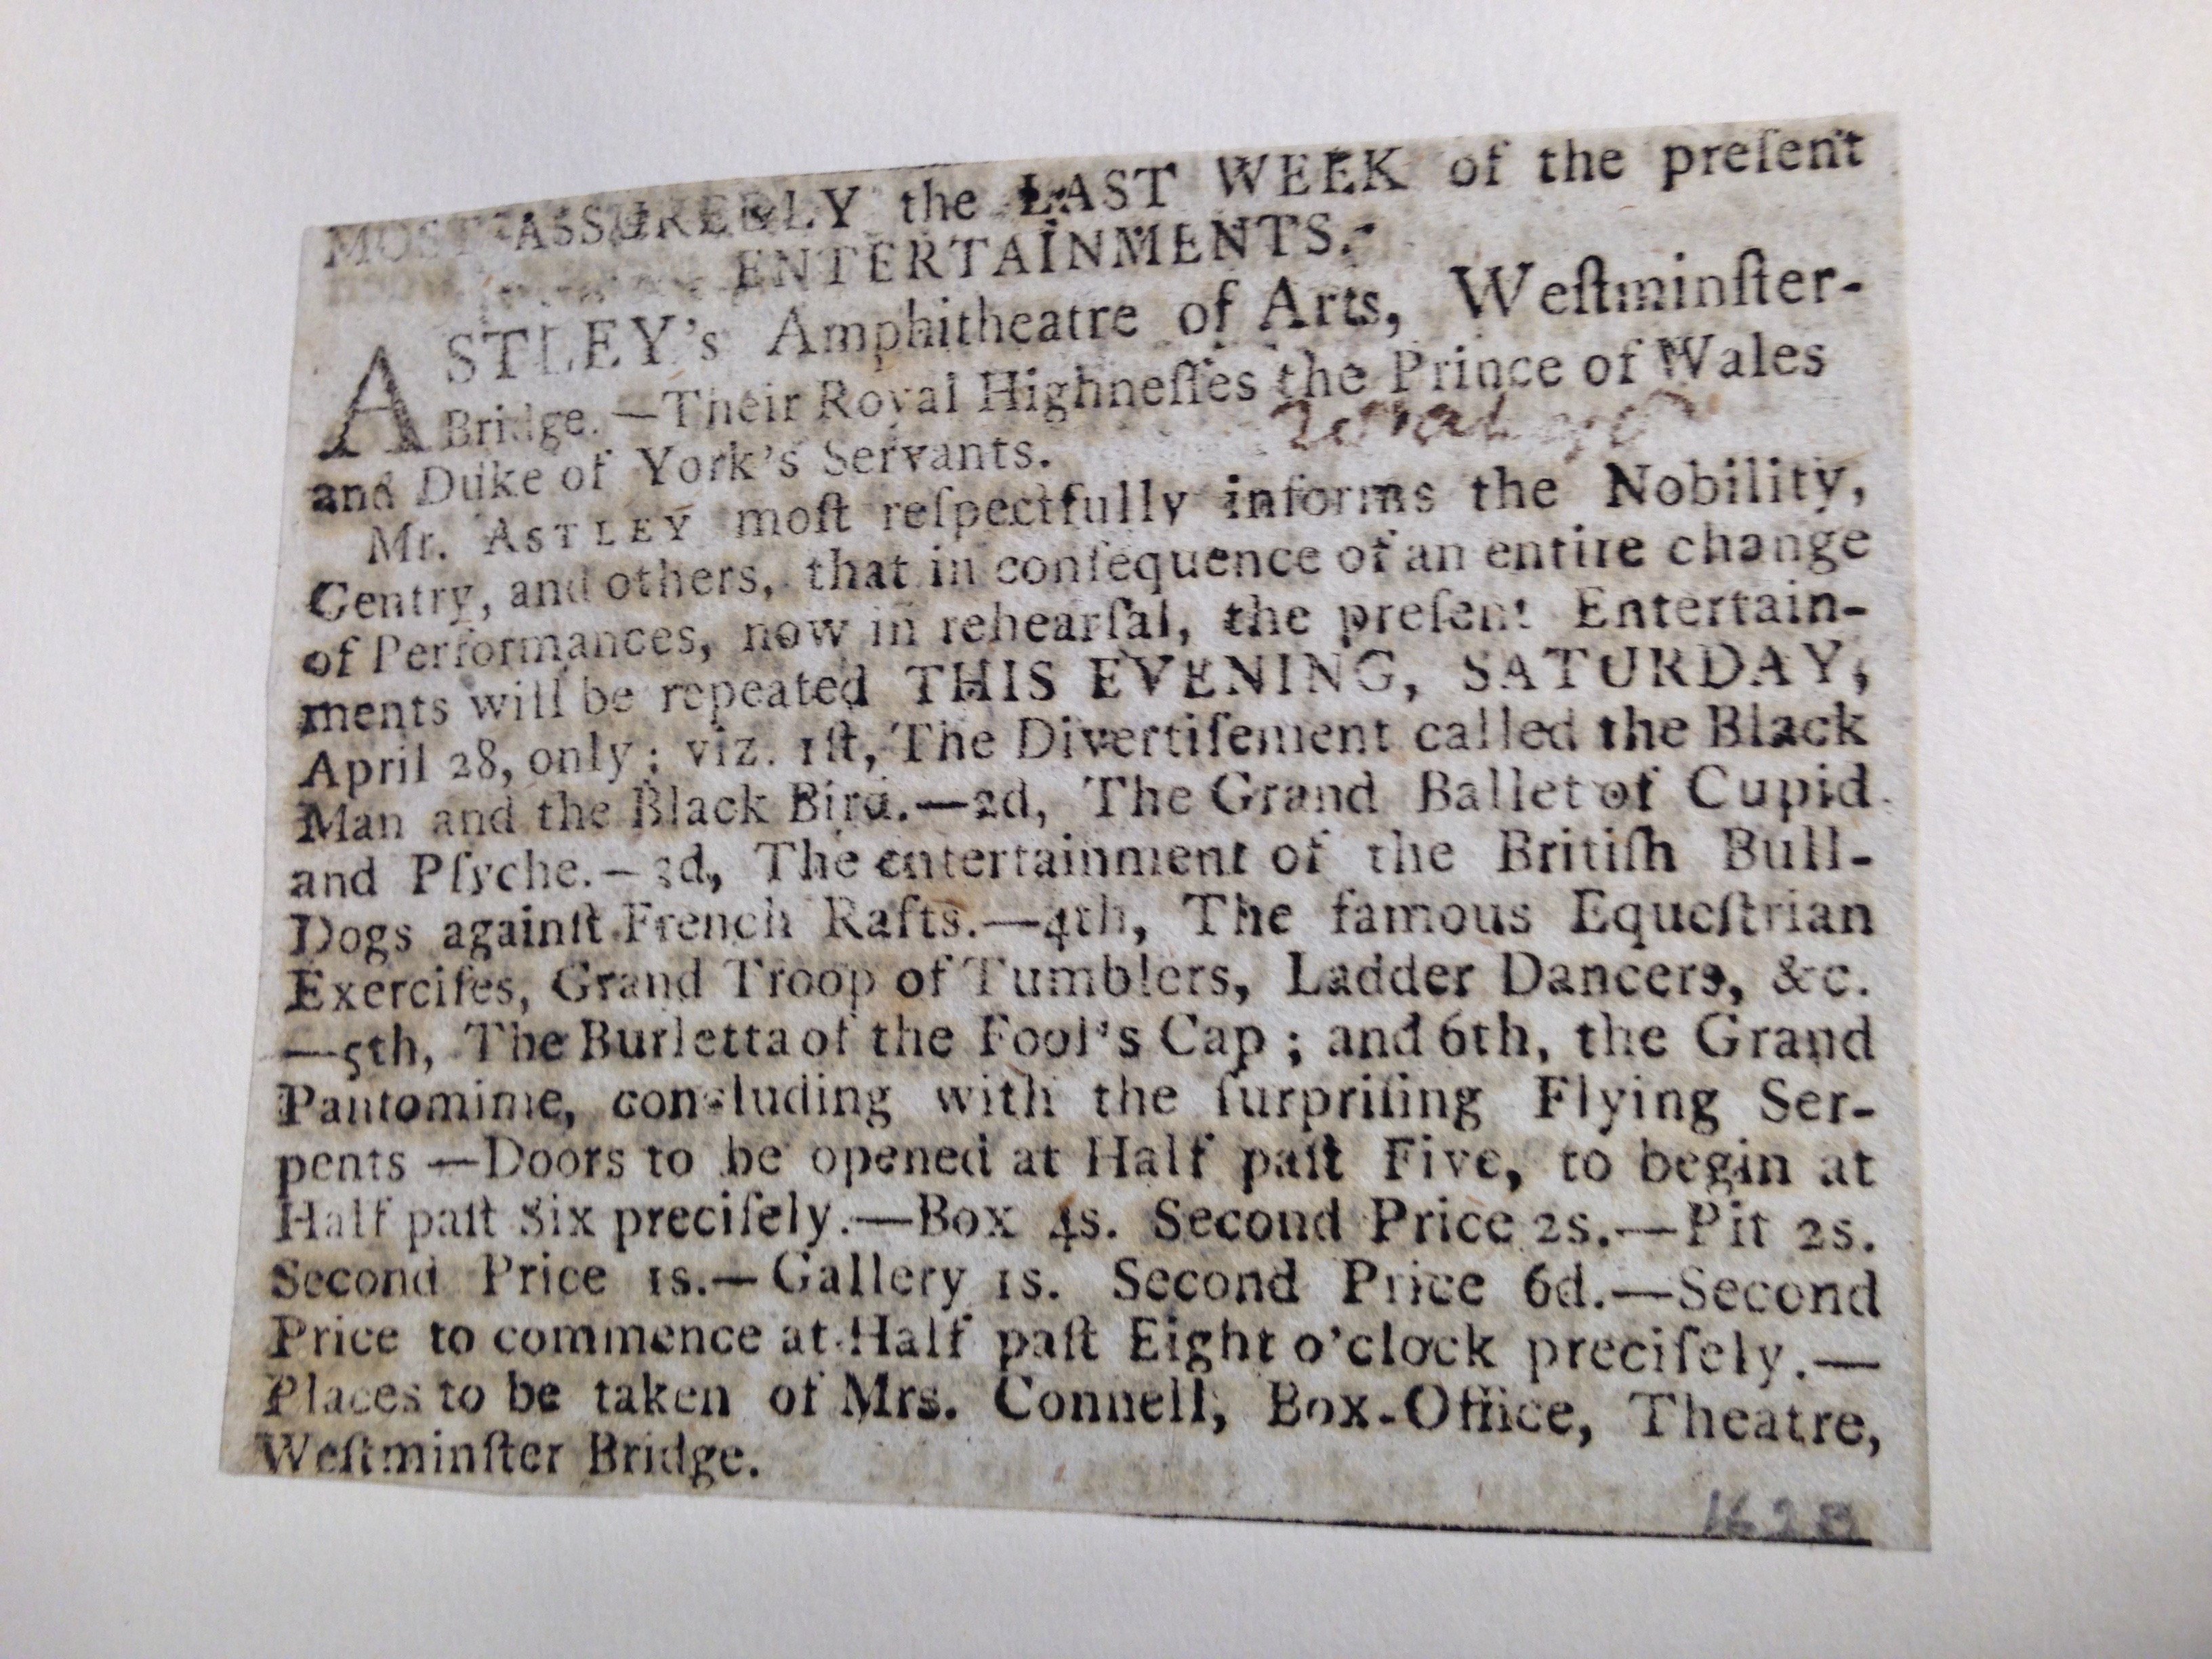 MOST ASSUREDLY the LAST WEEK of the preſent
ENTERTAINMENTS.
ASTLEY's Amphitheatre of Arts, Weſtminſter-
Bridge.—Their Royal Highneſſes the Prince of Wales
and Duke of York's Servants.
Mr. ASTLEY moſt reſpectfully informs the Nobility,
Gentry, and others, that in conſequence of an entire change
of Performances, now in rehearſal, the preſent Entertain-
ments will be repeated THIS EVENING, SATURDAY,
April 28, only; viz. 1ſt, The Divertiſement called the Black
Man and the Black Bird.—2d, The Grand Ballet of Cupid
and Pſyche.—3d, The entertainment of the Britiſh Bull-
Dogs againſt French Rafts.—4th, The famous Equeſtrian
Exerciſes, Grand Troop of Tumblers, Ladder Dancers, &c.
—5th, The Burletta of the Fool's Cap; and 6th, the Grand
Pantomime, concluding with the ſurpriſing Flying Ser-
pents—Doors to be opened at Half paſt Five, to begin at
Half paſt Six preciſely.—Box 4s. Second Price 2s.—Pit 2s.
Second Price 1s.—Gallery 1s. Second Price 6d.—Second
Price to commence at Half paſt Eight o'clock preciſely.—
Places to be taken of Mrs. Connell, Box-Office, Theatre,
Weſtminſter Bridge.